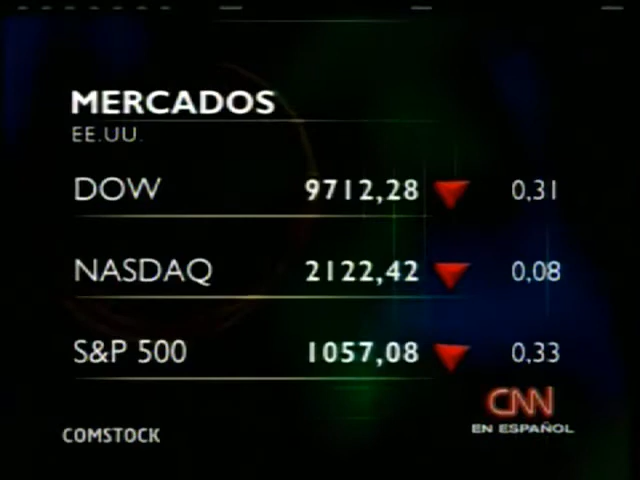 MERCADOS
EE.UU.
DOW 9712,28 0,31
NASDAQ 2122,42 0,08
S&P 500 1057,08 0,33
CNN
EN ESPAÑOL
COMSTOCK